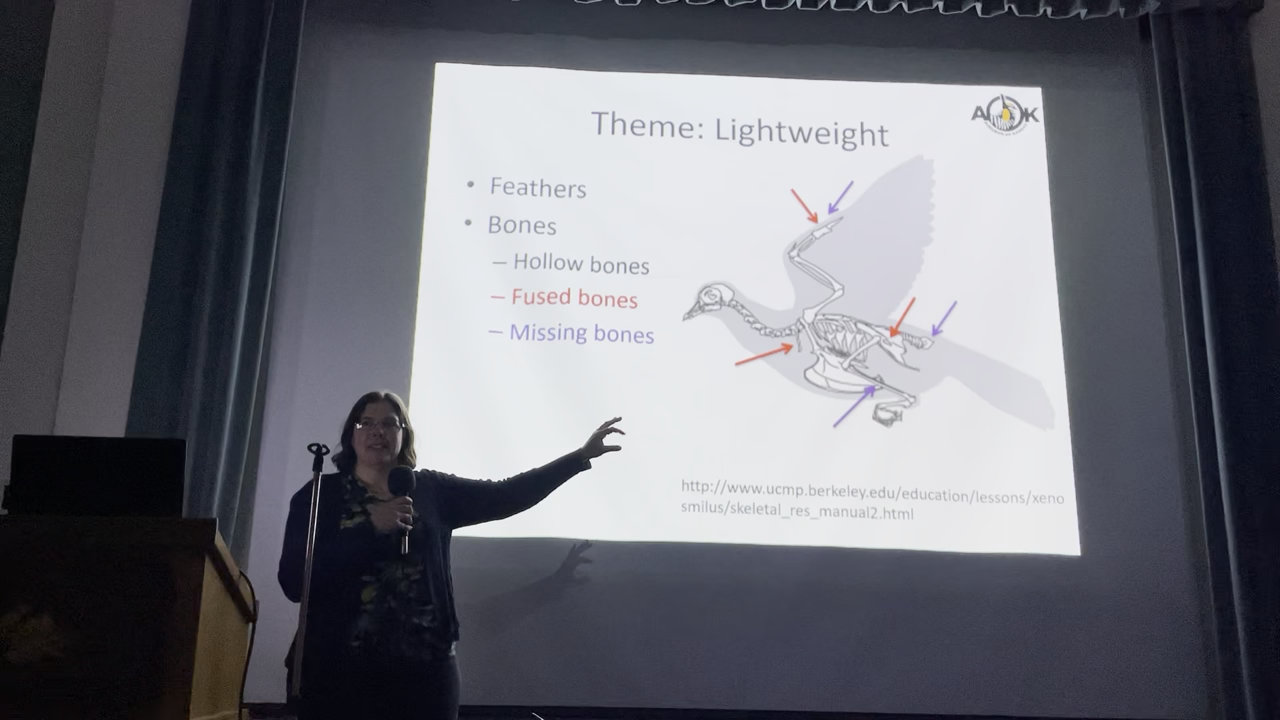 AOK
Theme: Lightweight
• Feathers
• Bones
– Hollow bones
– Fused bones
– Missing bones
http://www.ucmp.berkeley.edu/education/lessons/xeno
smilus/skeletal_res_manual2.html